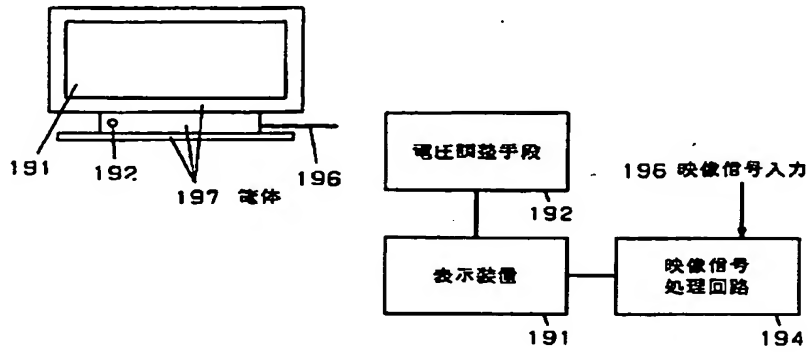 191
192
197 筐体
196
電圧調整手段
192
196 映像信号入力
表示装置
191
映像信号
処理回路
194